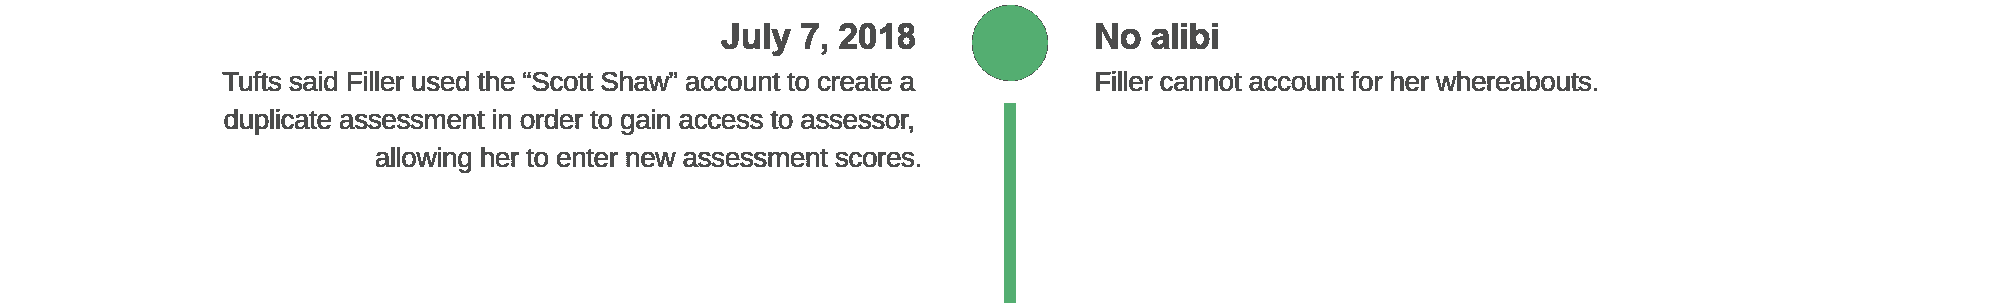 July 7, 2018
Tufts said Filler used the “Scott Shaw” account to create a
duplicate assessment in order to gain access to assessor,
allowing her to enter new assessment scores.
No alibi
Filler cannot account for her whereabouts.